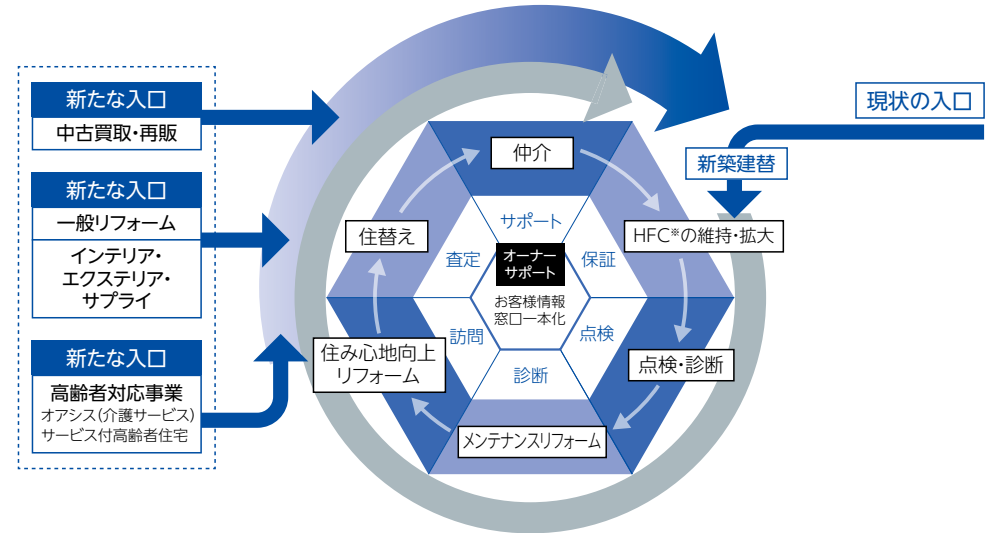 新たな入口
中古買取・再販
新たな入口
一般リフォーム
インテリア・
エクステリア・
サプライ
新たな入口
高齢者対応事業
オアシス(介護サービス)
サービス付高齢者住宅
現状の入口
新築建替
仲介
HFC※の維持・拡大
点検・診断
メンテナンスリフォーム
住み心地向上
リフォーム
住替え
サポート
保証
点検
診断
訪問
査定
オーナー
サポート
お客様情報
窓口一本化